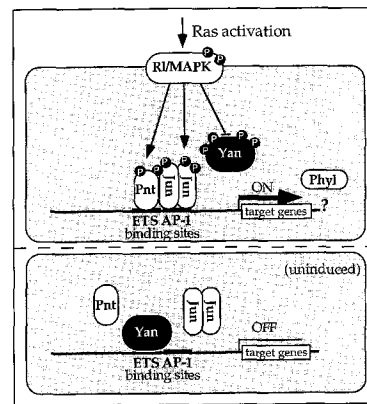 Ras activation
Rl/MAPK
P
P
P
P
P
P
P
Yan
P
P
P
P
Pnt
Jun
Jun
ON
Phyl
?
target genes
ETS AP-1
binding sites
(uninduced)
Pnt
Jun
Jun
Yan
OFF
target genes
ETS AP-1
binding sites